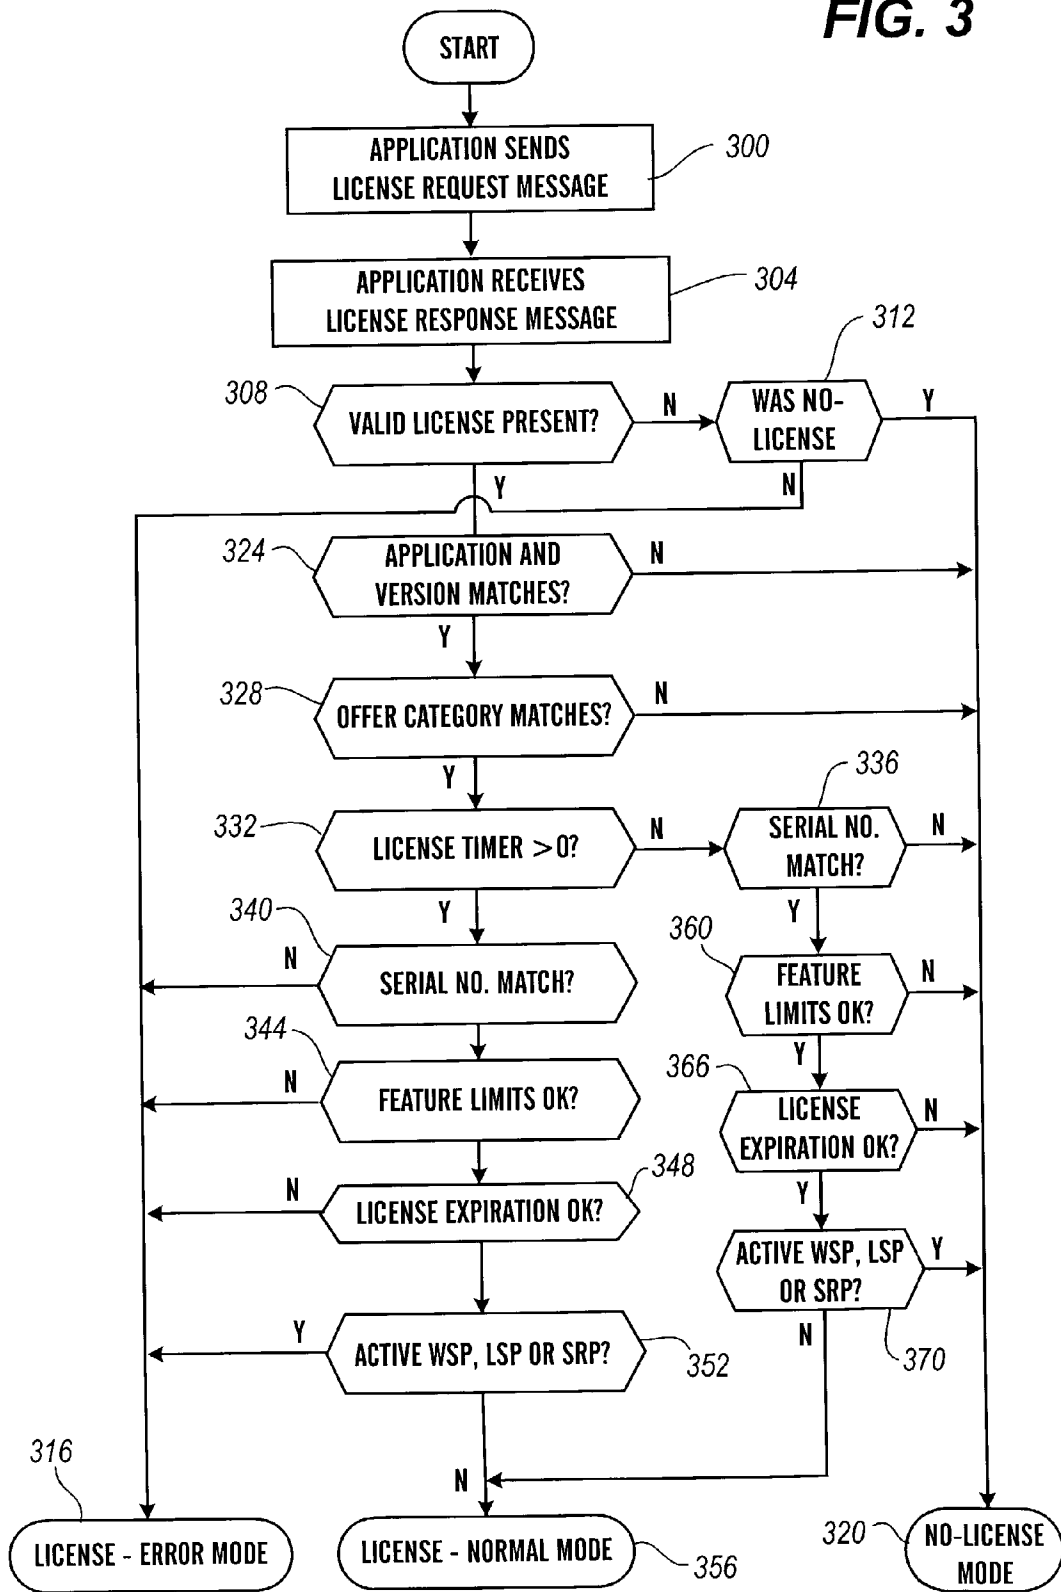 FIG. 3
START
APPLICATION SENDS
LICENSE REQUEST MESSAGE
300
APPLICATION RECEIVES
LICENSE RESPONSE MESSAGE
304
312
308
VALID LICENSE PRESENT?
N
WAS NO-
LICENSE
Y
Y
N
324
APPLICATION AND
VERSION MATCHES?
N
Y
328
OFFER CATEGORY MATCHES?
N
Y
336
332
LICENSE TIMER >0?
N
SERIAL NO.
MATCH?
N
Y
Y
340
N
SERIAL NO. MATCH?
360
FEATURE
LIMITS OK?
N
344
N
FEATURE LIMITS OK?
Y
366
LICENSE
EXPIRATION OK?
N
348
N
LICENSE EXPIRATION OK?
Y
ACTIVE WSP, LSP
OR SRP?
Y
Y
ACTIVE WSP, LSP OR SRP?
352
N
370
316
N
LICENSE - ERROR MODE
LICENSE - NORMAL MODE
356
320
NO-LICENSE
MODE